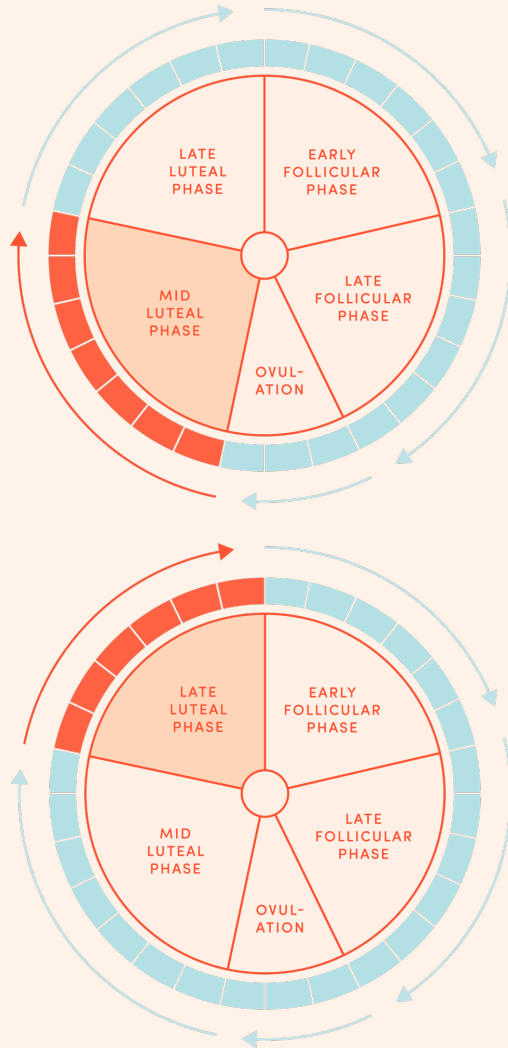 LATE
LUTEAL
PHASE
EARLY
FOLLICULAR
PHASE
LATE
FOLLICULAR
PHASE
MID
LUTEAL
PHASE
OVUL-
ATION
LATE
LUTEAL
PHASE
EARLY
FOLLICULAR
PHASE
LATE
FOLLICULAR
PHASE
MID
LUTEAL
PHASE
OVUL-
ATION